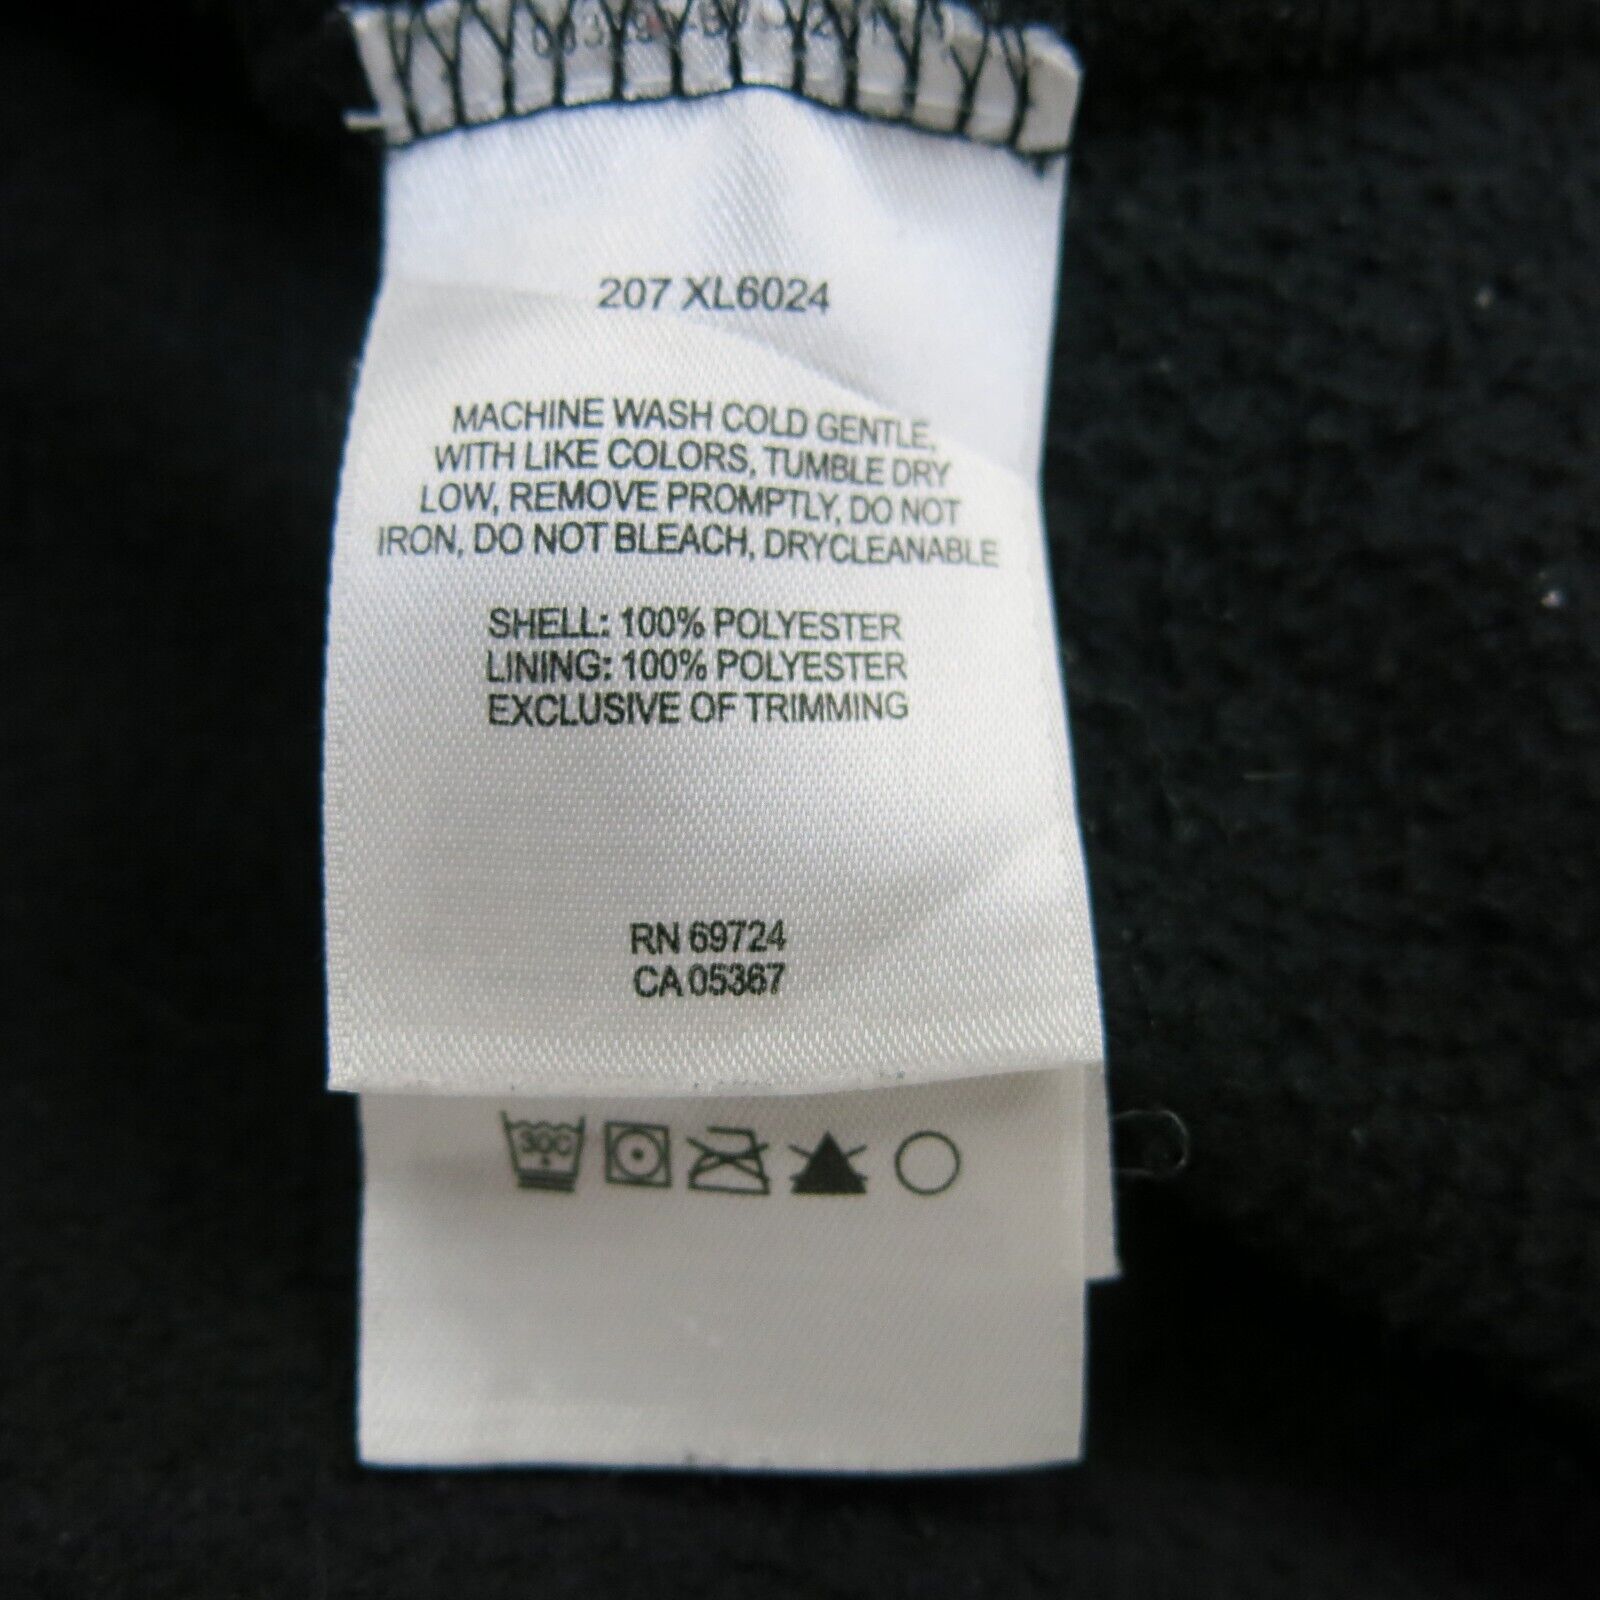 207 XL6024
MACHINE WASH COLD GENTLE,
WITH LIKE COLORS, TUMBLE DRY
LOW, REMOVE PROMPTLY, DO NOT
IRON, DO NOT BLEACH, DRYCLEANABLE
SHELL: 100% POLYESTER
LINING: 100% POLYESTER
EXCLUSIVE OF TRIMMING
RN 69724
CA 05367
30C